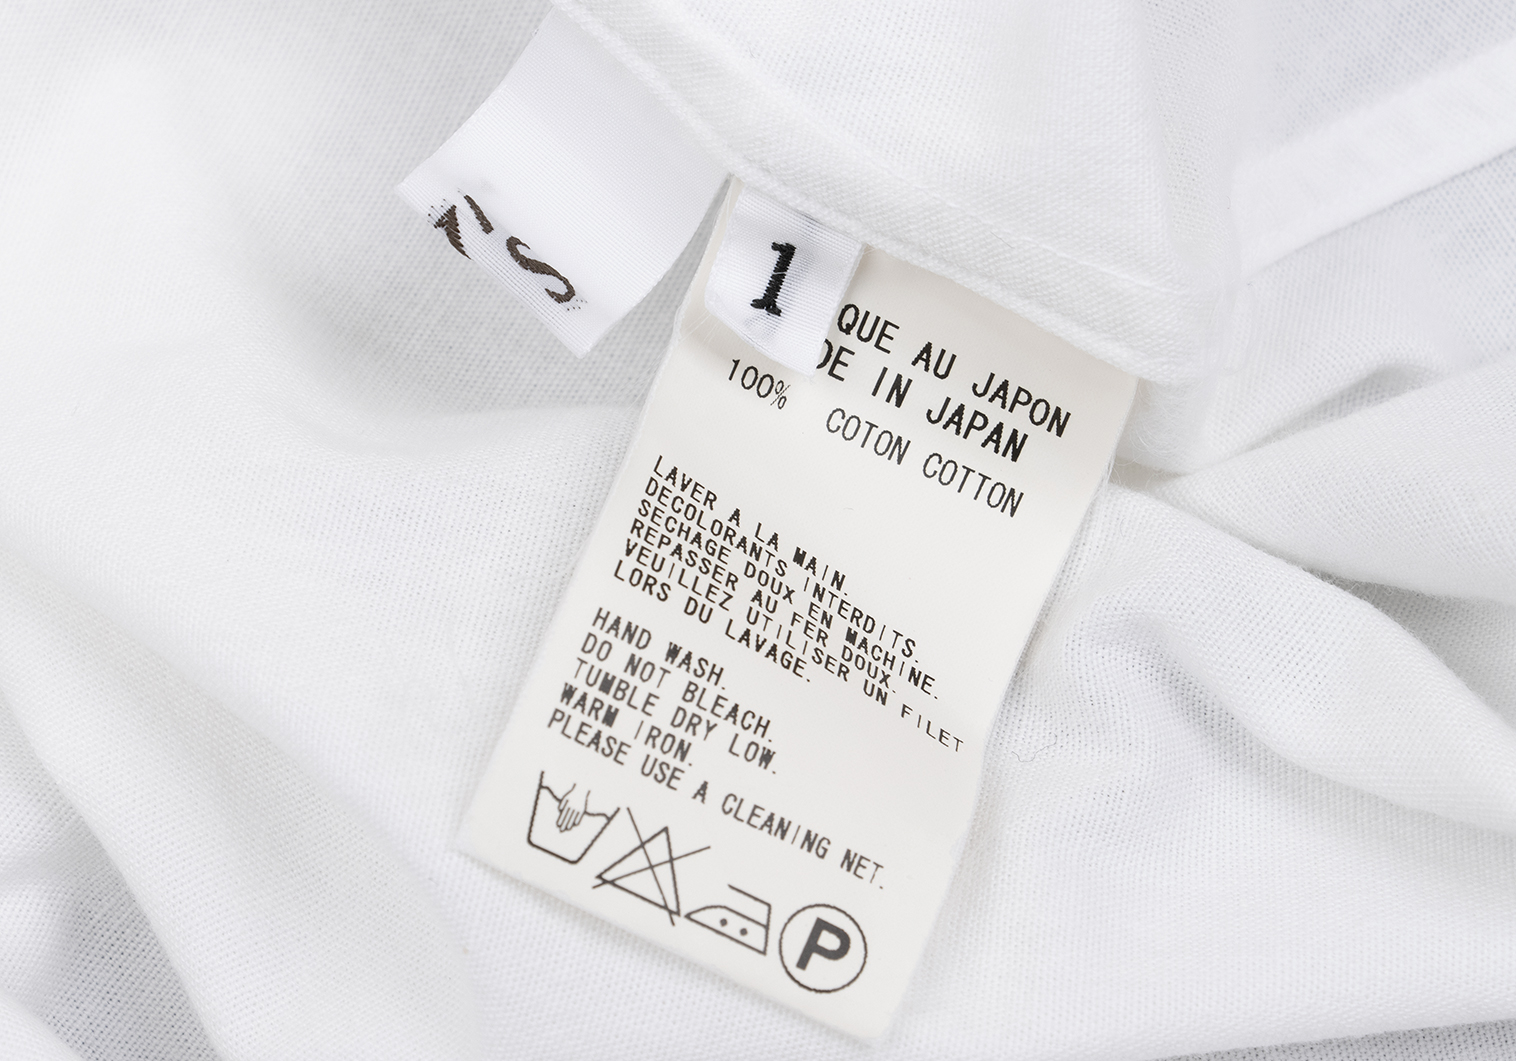 1
QUE AU JAPON
DE IN JAPAN
100% COTON COTTON
LAVER A LA MAIN.
DECOLORANTS INTERDITS.
SECHAGE DOUX EN MACHINE.
REPASSER AU FER DOUX.
VEUILLEZ UTILISER UN FILET
LORS DU LAVAGE.
HAND WASH.
DO NOT BLEACH.
TUMBLE DRY LOW.
WARM IRON.
PLEASE USE A CLEANING NET.
P